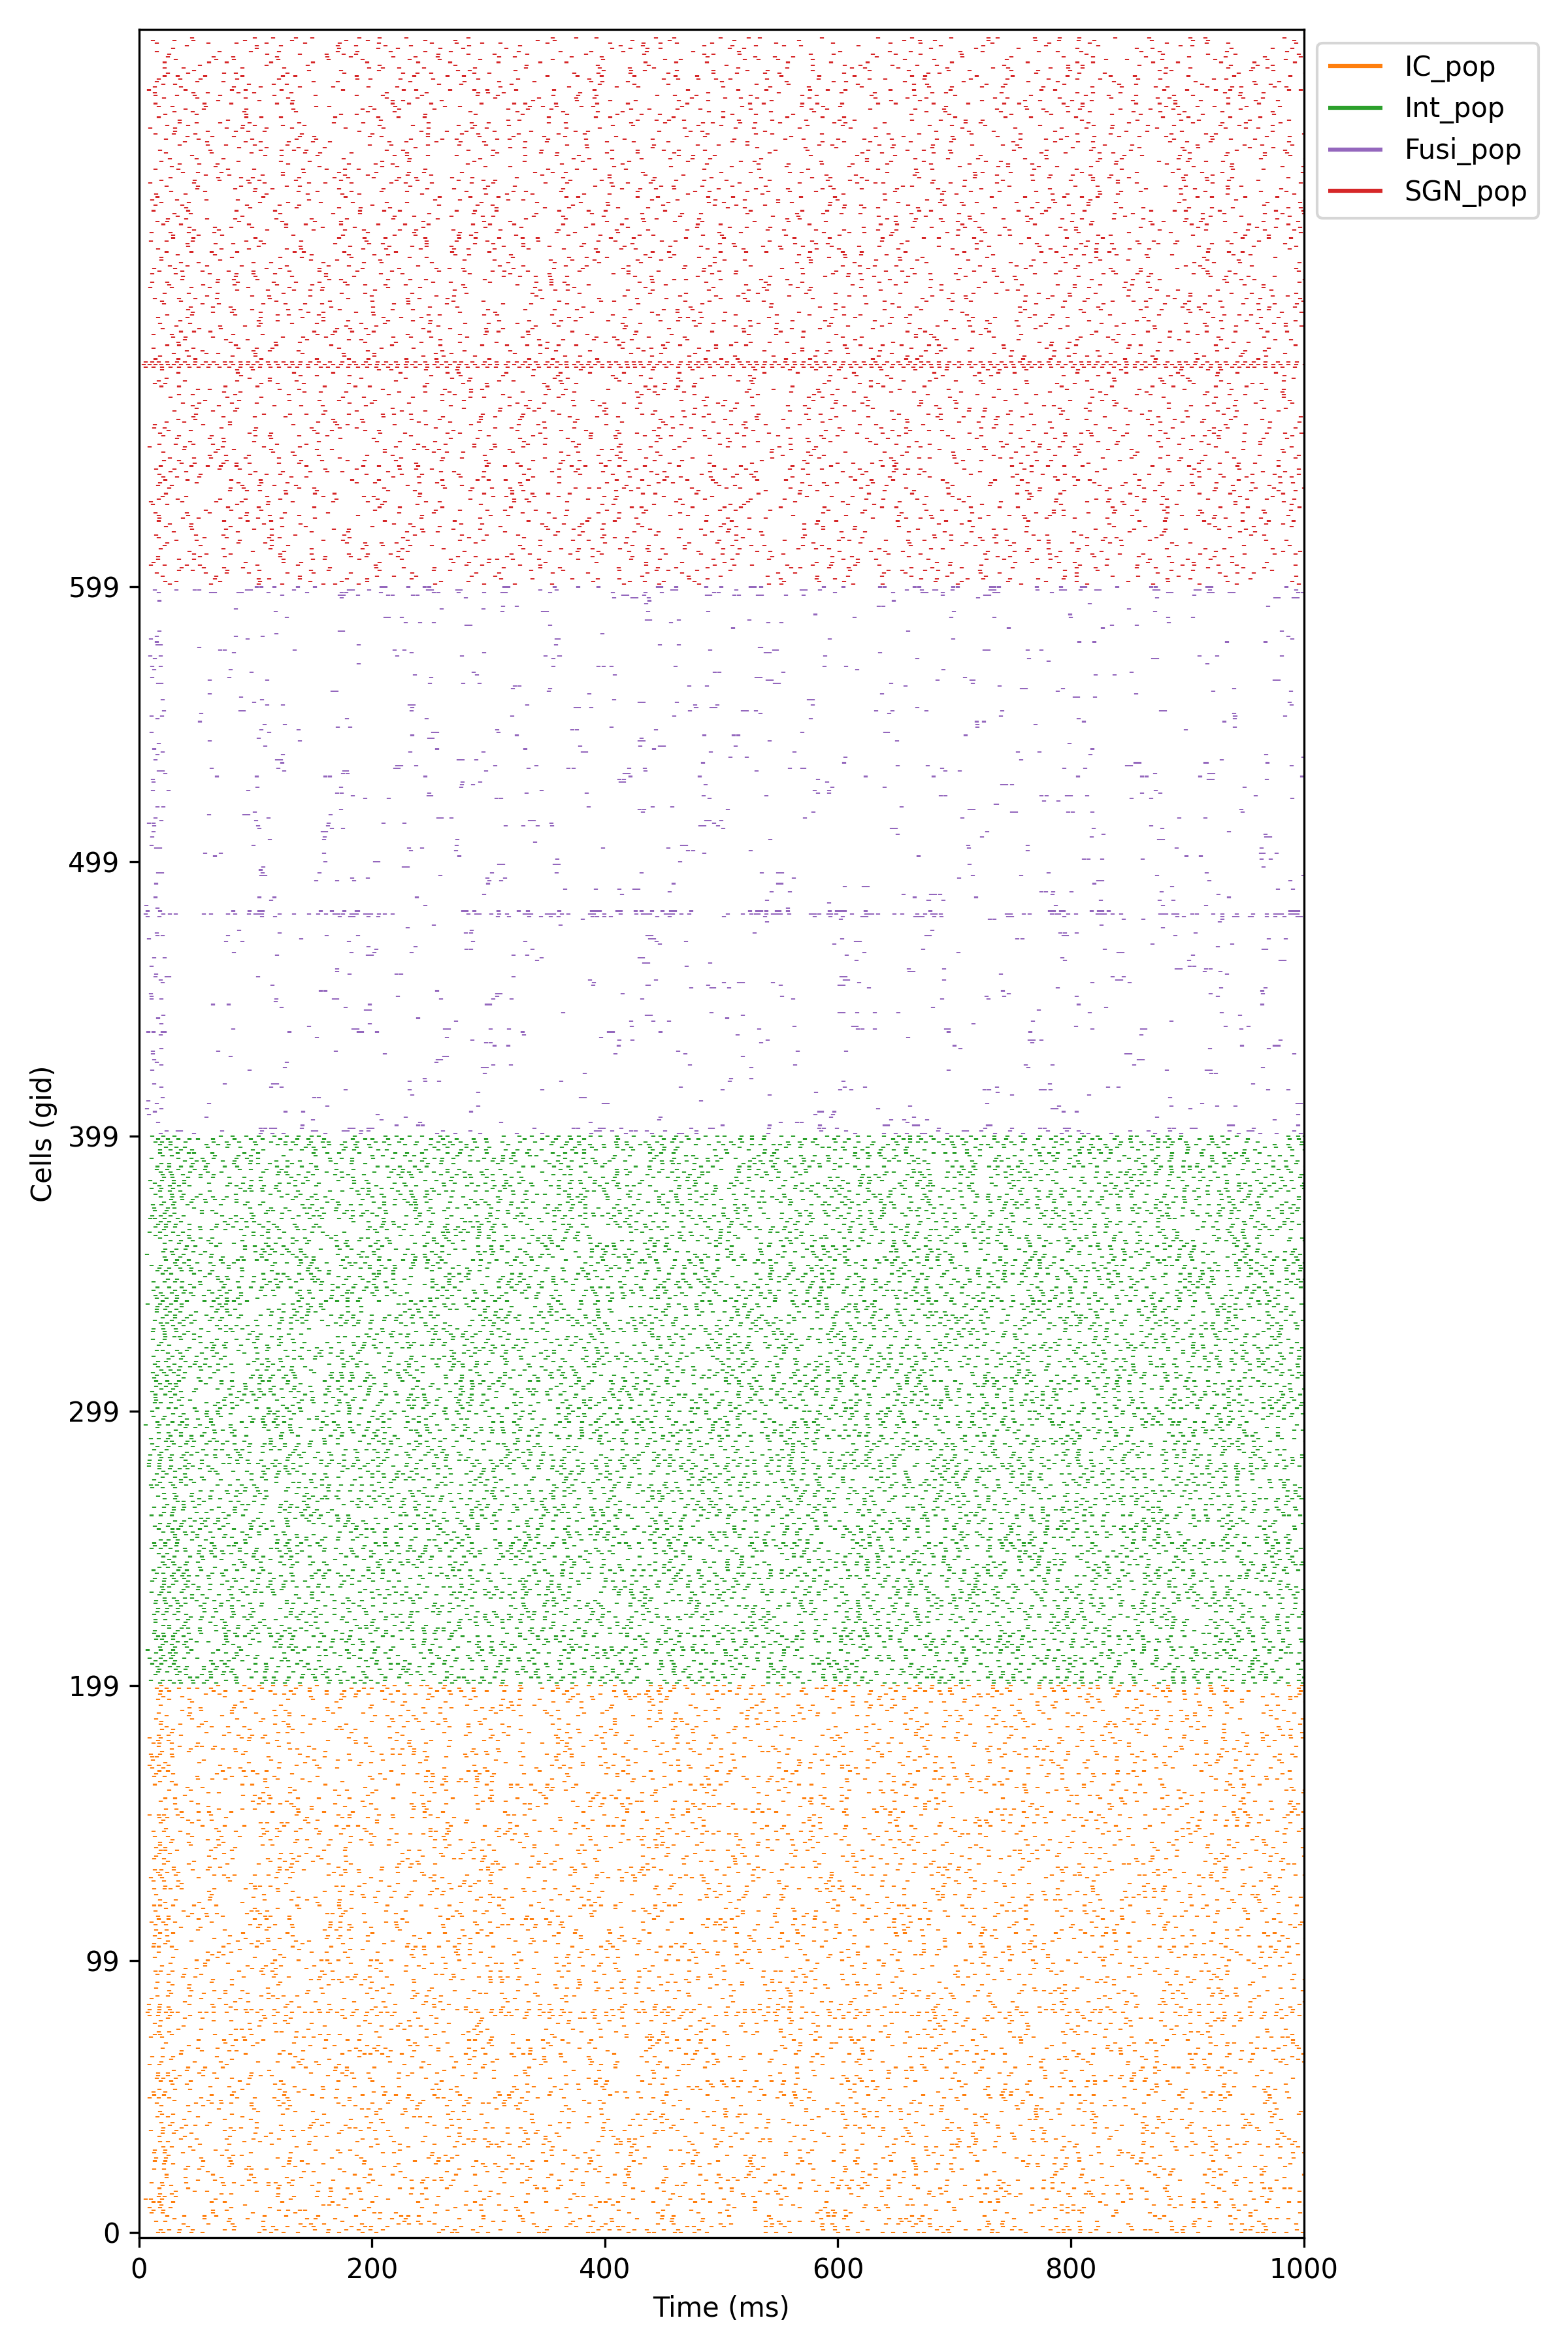 IC_pop
Int_pop
Fusi_pop
SGN_pop
599
499
399
299
199
99
0
Cells (gid)
0 200 400 600 800 1000
Time (ms)